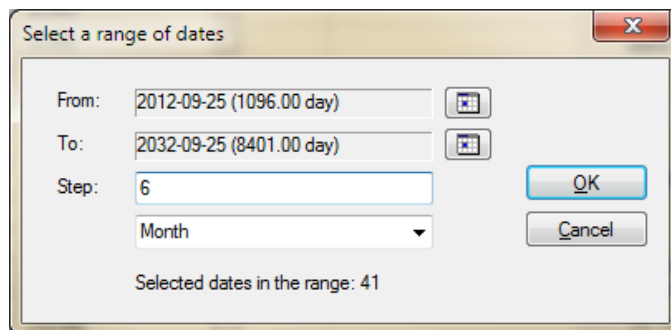 Select a range of dates
From: 2012-09-25 (1096.00 day)
To: 2032-09-25 (8401.00 day)
Step: 6
OK
Month
Cancel
Selected dates in the range: 41